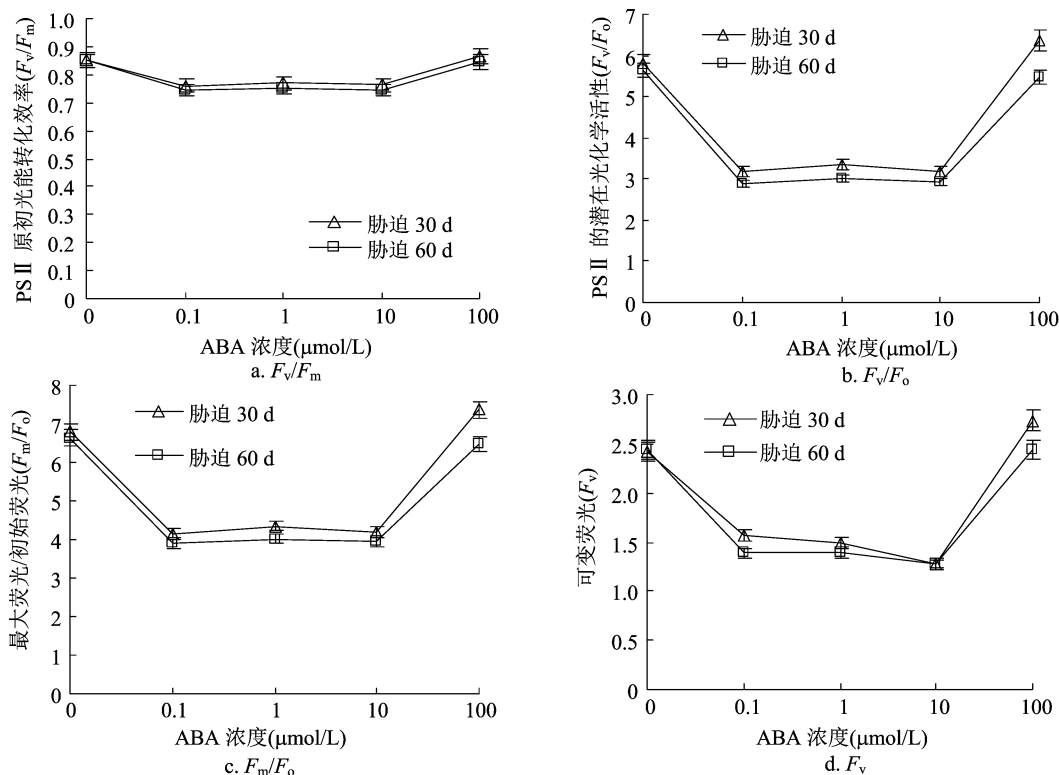 PSⅡ 原初光能转化效率(Fv/Fm)
1.0
0.9
0.8
0.7
0.6
0.5
0.4
0.3
0.2
0.1
0
胁迫 30 d
胁迫 60 d
0 0.1 1 10 100
ABA 浓度(μmol/L)
a. Fv/Fm
PSⅡ 的潜在光化学活性(Fv/Fo)
7
6
5
4
3
2
1
0
胁迫 30 d
胁迫 60 d
0 0.1 1 10 100
ABA 浓度(μmol/L)
b. Fv/Fo
最大荧光/初始荧光(Fm/Fo)
8
7
6
5
4
3
2
1
0
胁迫 30 d
胁迫 60 d
0 0.1 1 10 100
ABA 浓度(μmol/L)
c. Fm/Fo
可变荧光(Fv)
3.0
2.5
2.0
1.5
1.0
0.5
0
胁迫 30 d
胁迫 60 d
0 0.1 1 10 100
ABA 浓度(μmol/L)
d. Fv